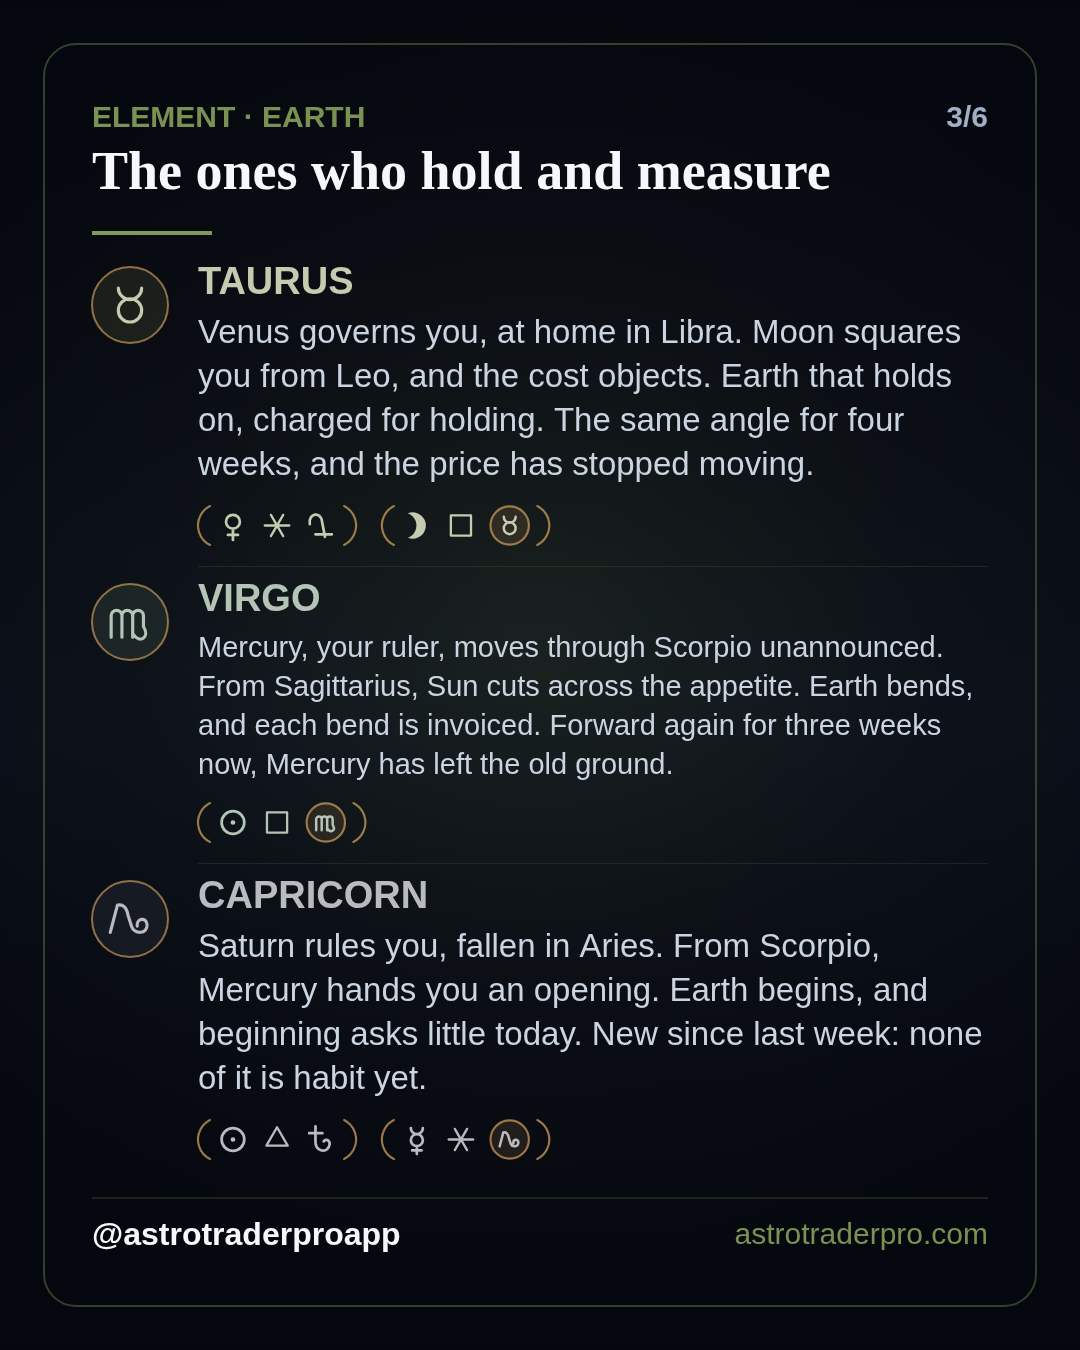 ELEMENT · EARTH
3/6
The ones who hold and measure
TAURUS
Venus governs you, at home in Libra. Moon squares
you from Leo, and the cost objects. Earth that holds
on, charged for holding. The same angle for four
weeks, and the price has stopped moving.
VIRGO
Mercury, your ruler, moves through Scorpio unannounced.
From Sagittarius, Sun cuts across the appetite. Earth bends,
and each bend is invoiced. Forward again for three weeks
now, Mercury has left the old ground.
CAPRICORN
Saturn rules you, fallen in Aries. From Scorpio,
Mercury hands you an opening. Earth begins, and
beginning asks little today. New since last week: none
of it is habit yet.
@astrotraderproapp
astrotraderpro.com